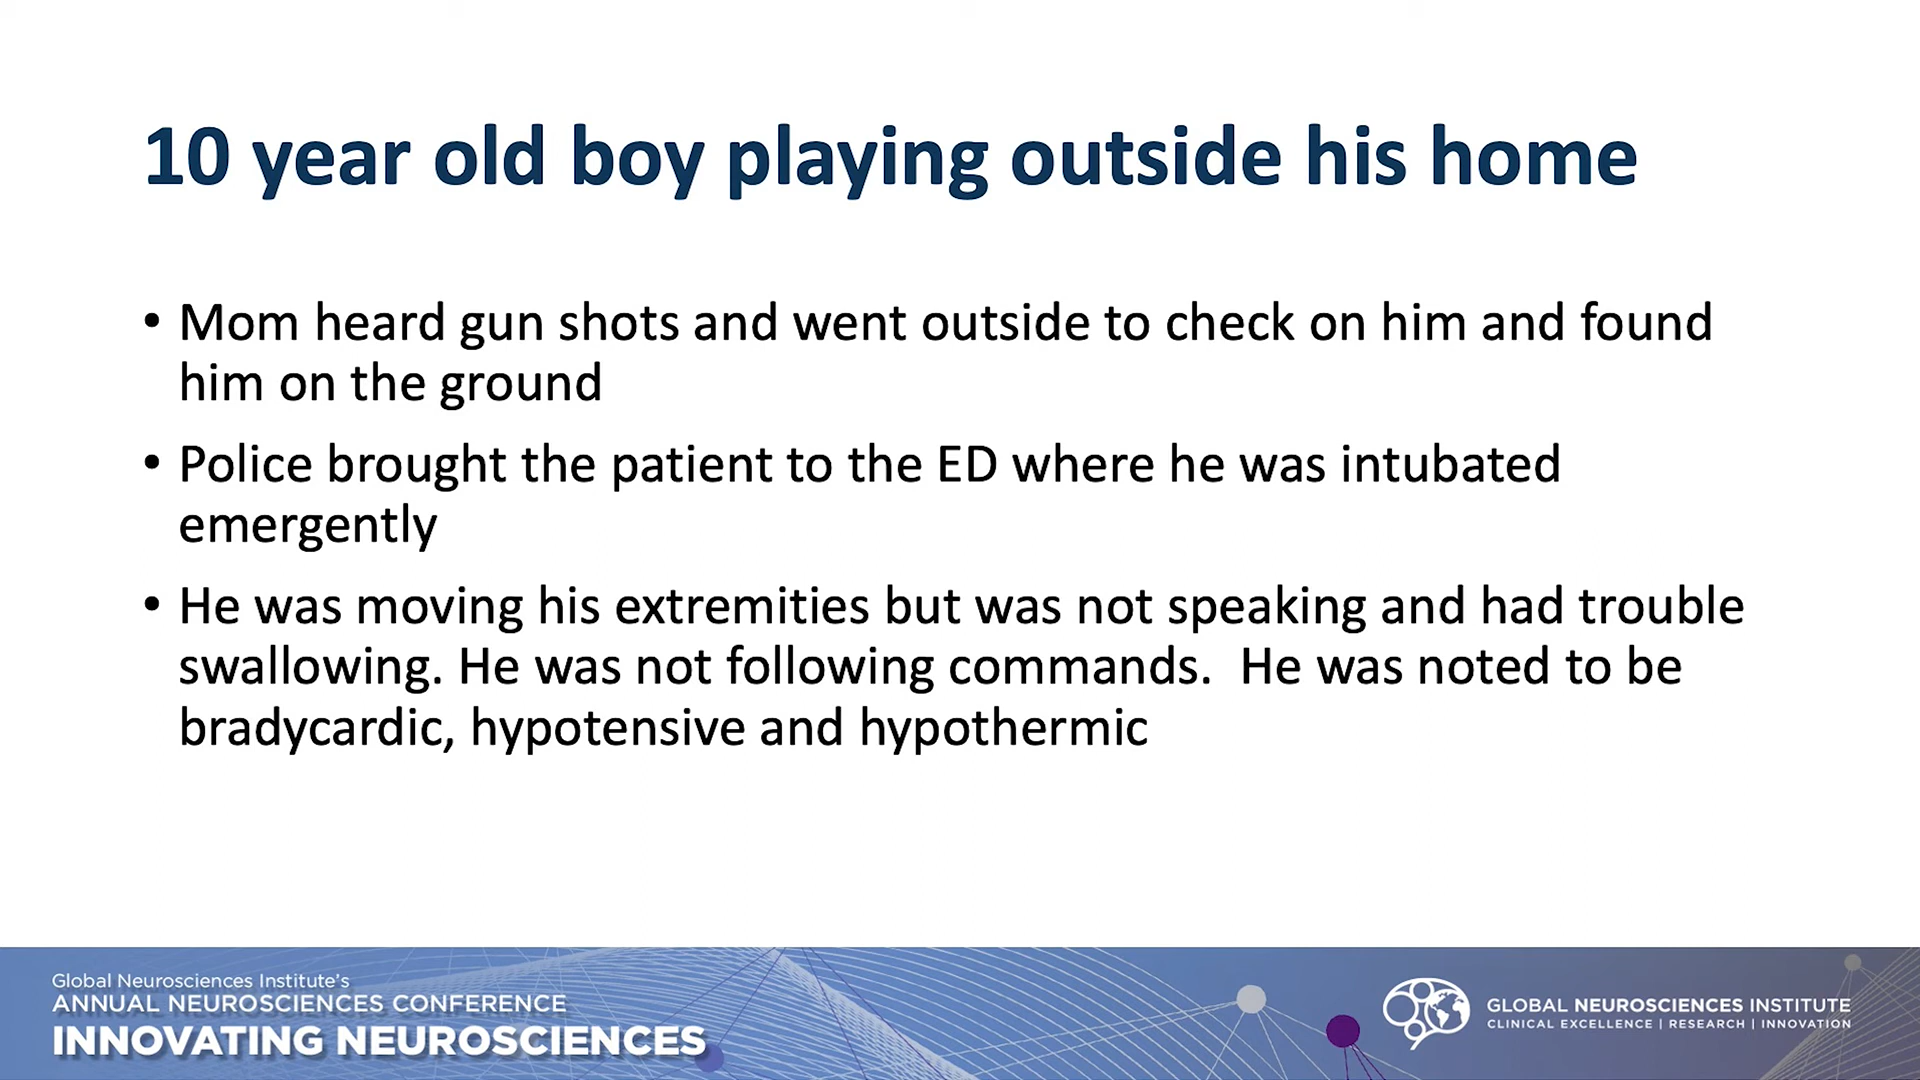 10 year old boy playing outside his home
• Mom heard gun shots and went outside to check on him and found
him on the ground
• Police brought the patient to the ED where he was intubated
emergently
• He was moving his extremities but was not speaking and had trouble
swallowing. He was not following commands.  He was noted to be
bradycardic, hypotensive and hypothermic
Global Neurosciences Institute's
ANNUAL NEUROSCIENCES CONFERENCE
INNOVATING NEUROSCIENCES
GLOBAL NEUROSCIENCES INSTITUTE
CLINICAL EXCELLENCE | RESEARCH | INNOVATION